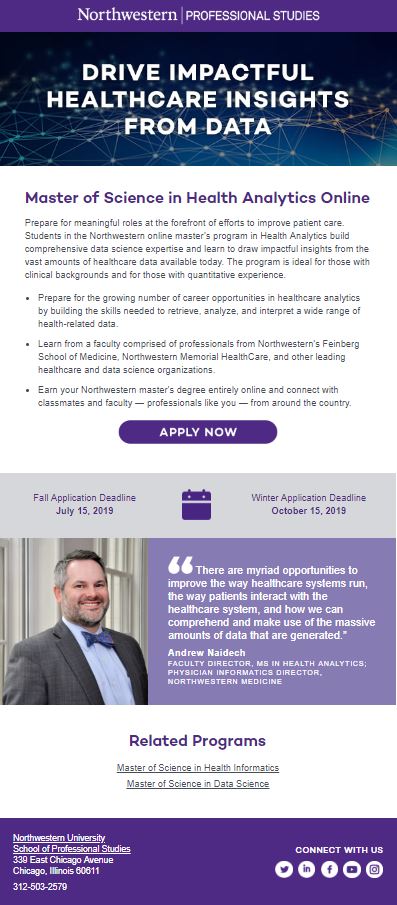 Northwestern | PROFESSIONAL STUDIES
DRIVE IMPACTFUL
HEALTHCARE INSIGHTS
FROM DATA
Master of Science in Health Analytics Online
Prepare for meaningful roles at the forefront of efforts to improve patient care.
Students in the Northwestern online master's program in Health Analytics build
comprehensive data science expertise and learn to draw impactful insights from the
vast amounts of healthcare data available today. The program is ideal for those with
clinical backgrounds and for those with quantitative experience.
• Prepare for the growing number of career opportunities in healthcare analytics
by building the skills needed to retrieve, analyze, and interpret a wide range of
health-related data.
• Learn from a faculty comprised of professionals from Northwestern's Feinberg
School of Medicine, Northwestern Memorial HealthCare, and other leading
healthcare and data science organizations.
• Earn your Northwestern master's degree entirely online and connect with
classmates and faculty — professionals like you — from around the country.
APPLY NOW
Fall Application Deadline
July 15, 2019
Winter Application Deadline
October 15, 2019
“There are myriad opportunities to
improve the way healthcare systems run,
the way patients interact with the
healthcare system, and how we can
comprehend and make use of the massive
amounts of data that are generated.”
Andrew Naidech
FACULTY DIRECTOR, MS IN HEALTH ANALYTICS;
PHYSICIAN INFORMATICS DIRECTOR,
NORTHWESTERN MEDICINE
Related Programs
Master of Science in Health Informatics
Master of Science in Data Science
Northwestern University
School of Professional Studies
339 East Chicago Avenue
Chicago, Illinois 60611
312-503-2579
CONNECT WITH US